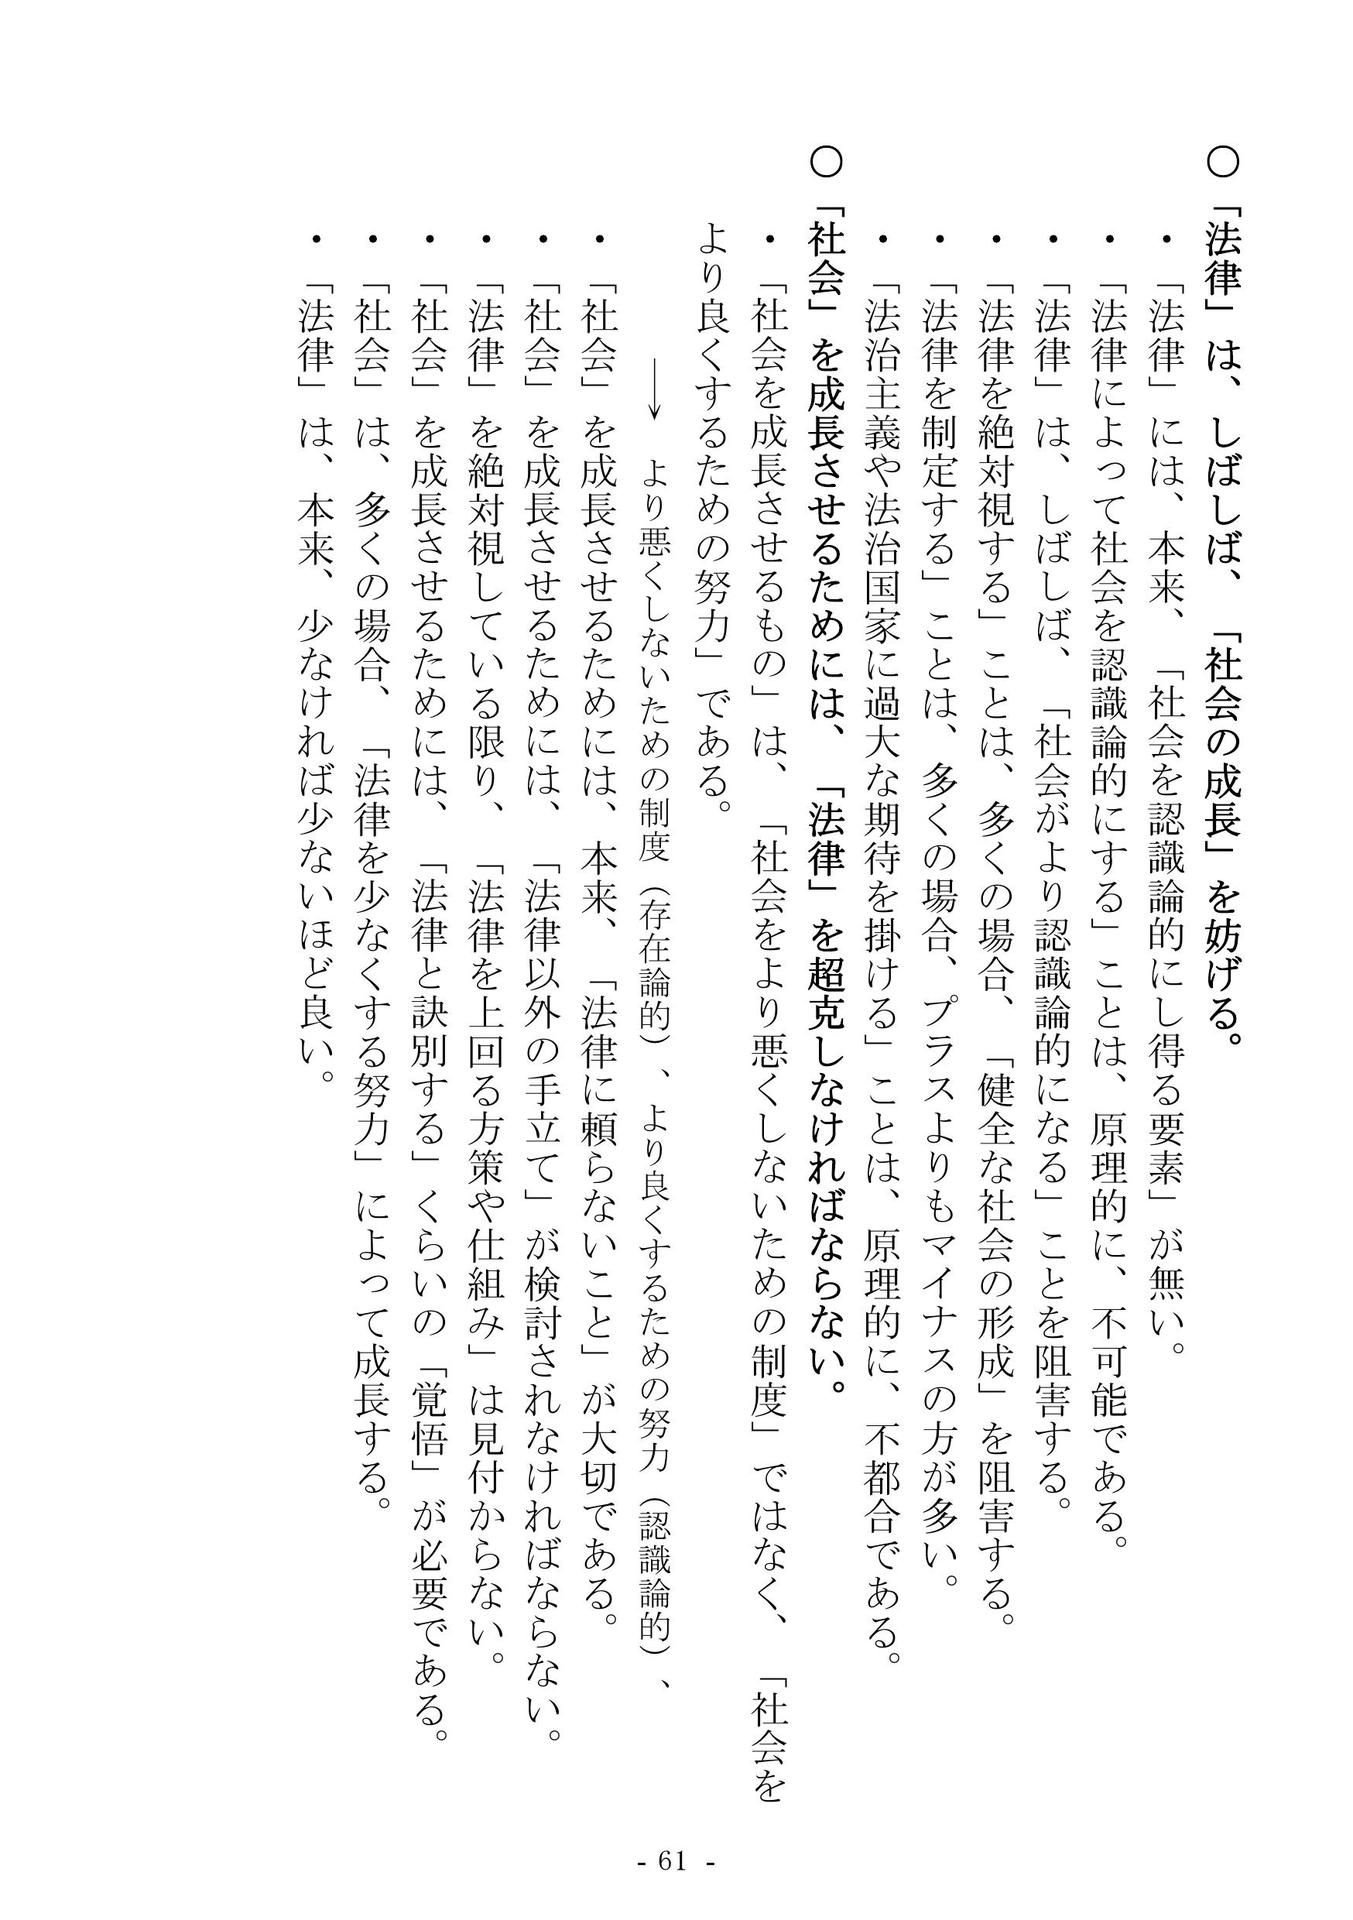 ○「法律」は、しばしば、「社会の成長」を妨げる。
・「法律」には、本来、「社会を認識論的にし得る要素」が無い。
・「法律によって社会を認識論的にする」ことは、原理的に、不可能である。
・「法律」は、しばしば、「社会がより認識論的になる」ことを阻害する。
・「法律を絶対視する」ことは、多くの場合、「健全な社会の形成」を阻害する。
・「法律を制定する」ことは、多くの場合、プラスよりもマイナスの方が多い。
・「法治主義や法治国家に過大な期待を掛ける」ことは、原理的に、不都合である。
○「社会」を成長させるためには、「法律」を超克しなければならない。
・「社会を成長させるもの」は、「社会をより悪くしないための制度」ではなく、「社会を
より良くするための努力」である。
→ より悪くしないための制度（存在論的）、より良くするための努力（認識論的）、
・「社会」を成長させるためには、本来、「法律に頼らないこと」が大切である。
・「社会」を成長させるためには、「法律以外の手立て」が検討されなければならない。
・「法律」を絶対視している限り、「法律を上回る方策や仕組み」は見付からない。
・「社会」を成長させるためには、「法律と訣別する」くらいの「覚悟」が必要である。
・「社会」は、多くの場合、「法律を少なくする努力」によって成長する。
・「法律」は、本来、少なければ少ないほど良い。
- 61 -